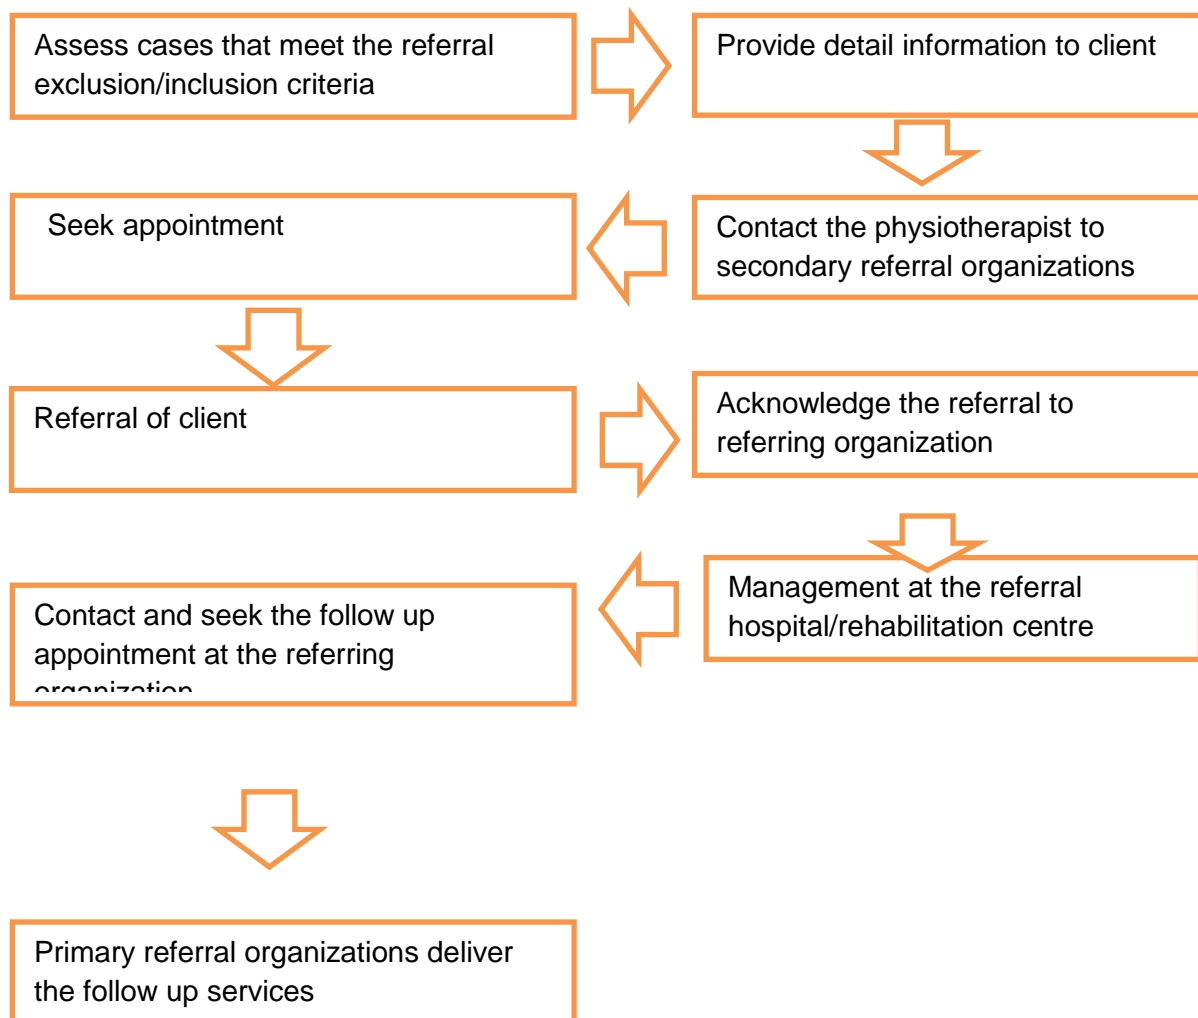 Assess cases that meet the referral
exclusion/inclusion criteria
Provide detail information to client
Contact the physiotherapist to
secondary referral organizations
Seek appointment
Referral of client
Acknowledge the referral to
referring organization
Management at the referral
hospital/rehabilitation centre
Contact and seek the follow up
appointment at the referring
organization
Primary referral organizations deliver
the follow up services